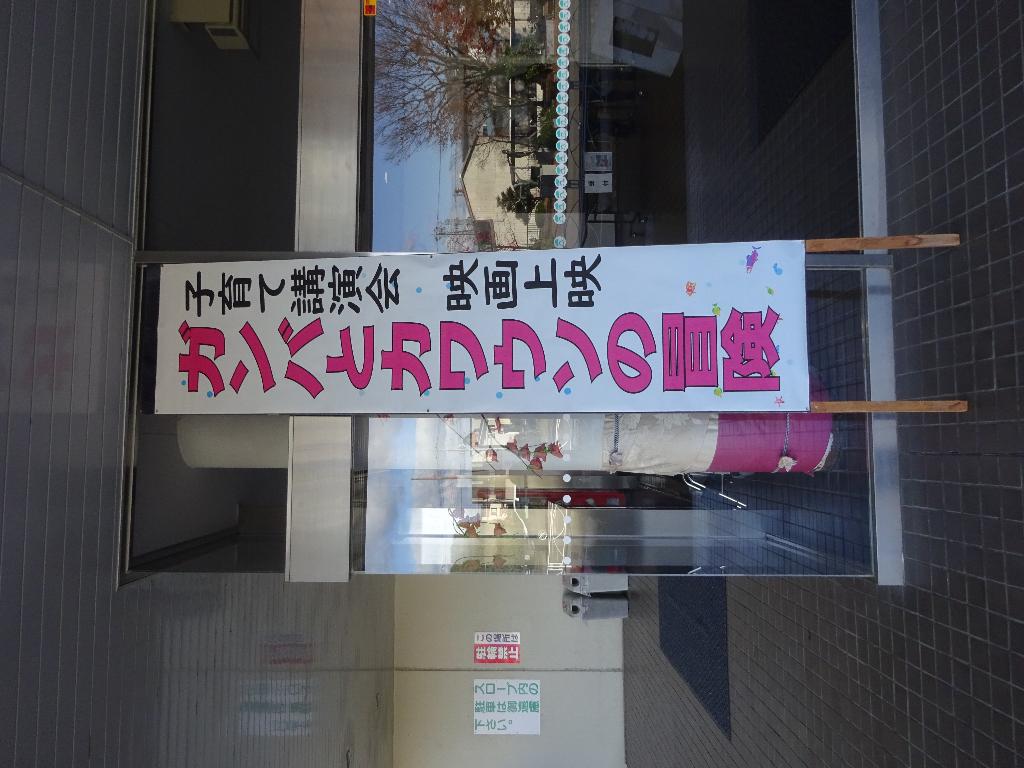 子育て講演会 映画上映
ガンバとカワウソの冒険
この場所は
駐輪禁止
スロープ内の
駐車は御遠慮
下さい。